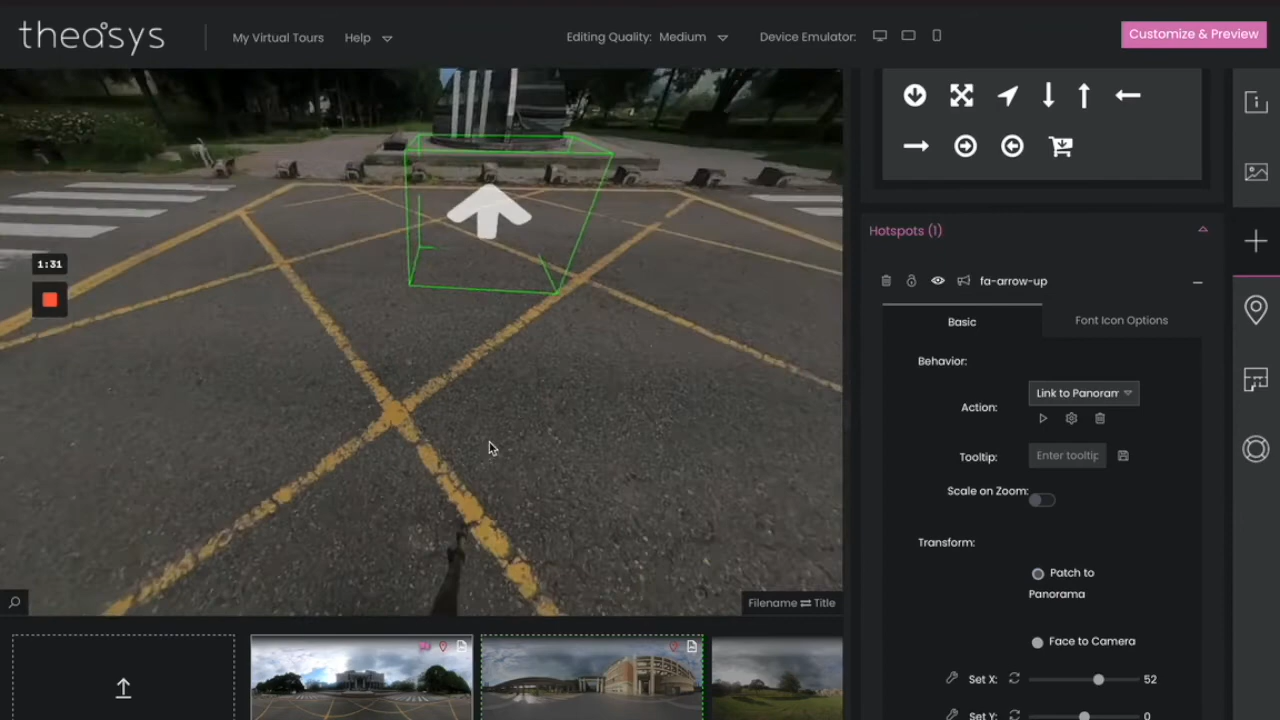 theasys
My Virtual Tours
Help
Editing Quality: Medium
Device Emulator:
Customize & Preview
Hotspots (1)
1:31
fa-arrow-up
Basic
Font Icon Options
Behavior:
Action:
Link to Panoram
Tooltip:
Enter tooltip
Scale on Zoom:
Transform:
Patch to
Panorama
Filename ⇄ Title
Face to Camera
Set X:
52
Set Y:
0